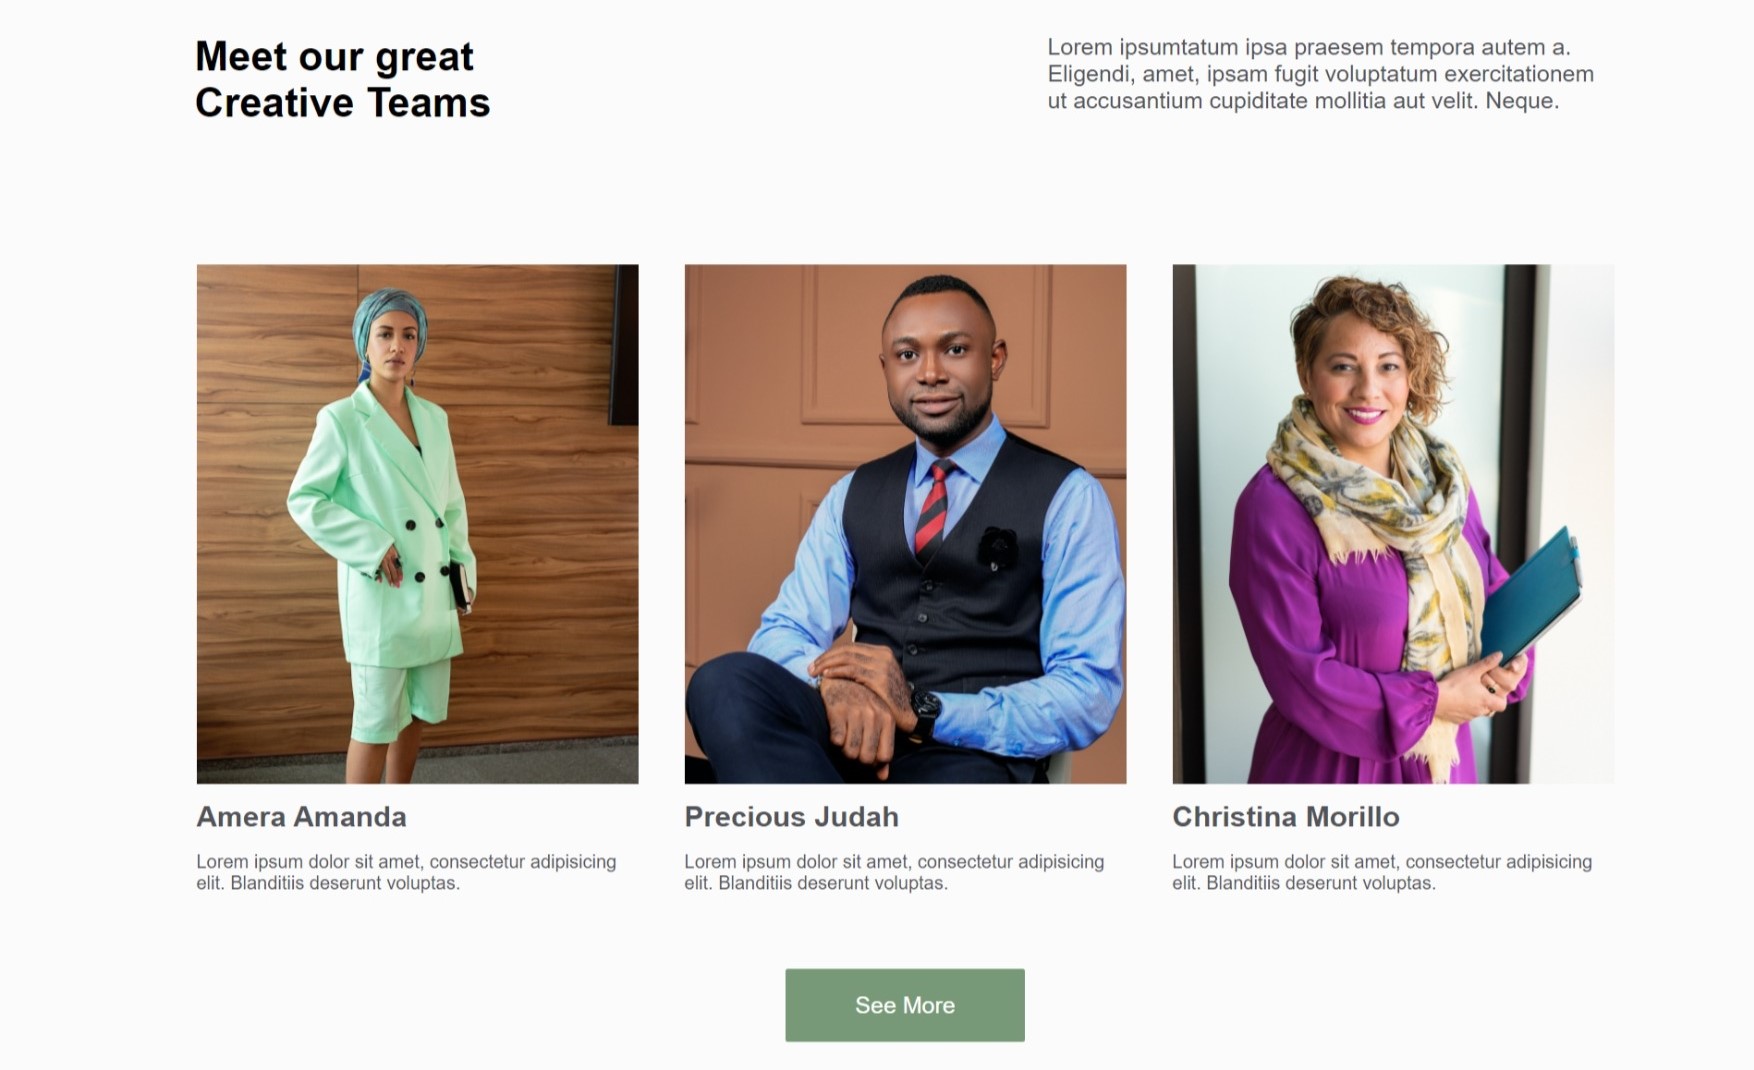 Meet our great
Creative Teams
Lorem ipsumtatum ipsa praesem tempora autem a.
Eligendi, amet, ipsam fugit voluptatum exercitationem
ut accusantium cupiditate mollitia aut velit. Neque.
Amera Amanda
Lorem ipsum dolor sit amet, consectetur adipisicing
elit. Blanditiis deserunt voluptas.
Precious Judah
Lorem ipsum dolor sit amet, consectetur adipisicing
elit. Blanditiis deserunt voluptas.
Christina Morillo
Lorem ipsum dolor sit amet, consectetur adipisicing
elit. Blanditiis deserunt voluptas.
See More